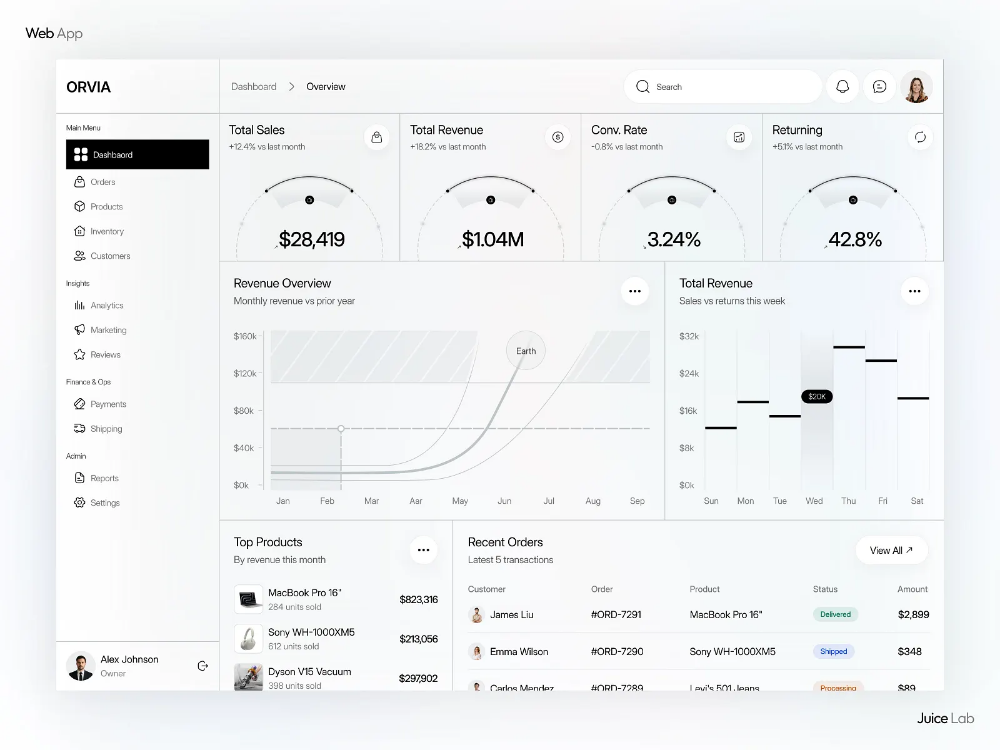 Web App
ORVIA
Dashboard > Overview
Search
Main Menu
Dashbaord
Orders
Products
Inventory
Customers
Insights
Analytics
Marketing
Reviews
Finance & Ops
Payments
Shipping
Admin
Reports
Settings
Alex Johnson
Owner
Total Sales
+12.4% vs last month
$28,419
Total Revenue
+18.2% vs last month
$1.04M
Conv. Rate
-0.8% vs last month
3.24%
Returning
+5.1% vs last month
42.8%
Revenue Overview
Monthly revenue vs prior year
$160k
$120k
$80k
$40k
$0k
Earth
Jan Feb Mar Aar May Jun Jul Aug Sep
Total Revenue
Sales vs returns this week
$32k
$24k
$16k
$8k
$0k
$20K
Sun Mon Tue Wed Thu Fri Sat
Top Products
By revenue this month
MacBook Pro 16"
284 units sold
$823,316
Sony WH-1000XM5
612 units sold
$213,056
Dyson V15 Vacuum
398 units sold
$297,902
Recent Orders
Latest 5 transactions
View All
Customer Order Product Status Amount
James Liu #ORD-7291 MacBook Pro 16" Delivered $2,899
Emma Wilson #ORD-7290 Sony WH-1000XM5 Shipped $348
Carlos Mendez #ORD-7289 Levi's 501 Jeans Processing $89
Juice Lab